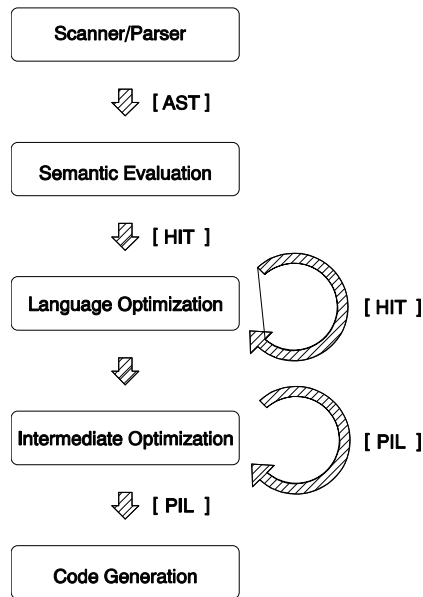 Scanner/Parser
[ AST ]
Semantic Evaluation
[ HIT ]
Language Optimization
[ HIT ]
Intermediate Optimization
[ PIL ]
[ PIL ]
Code Generation